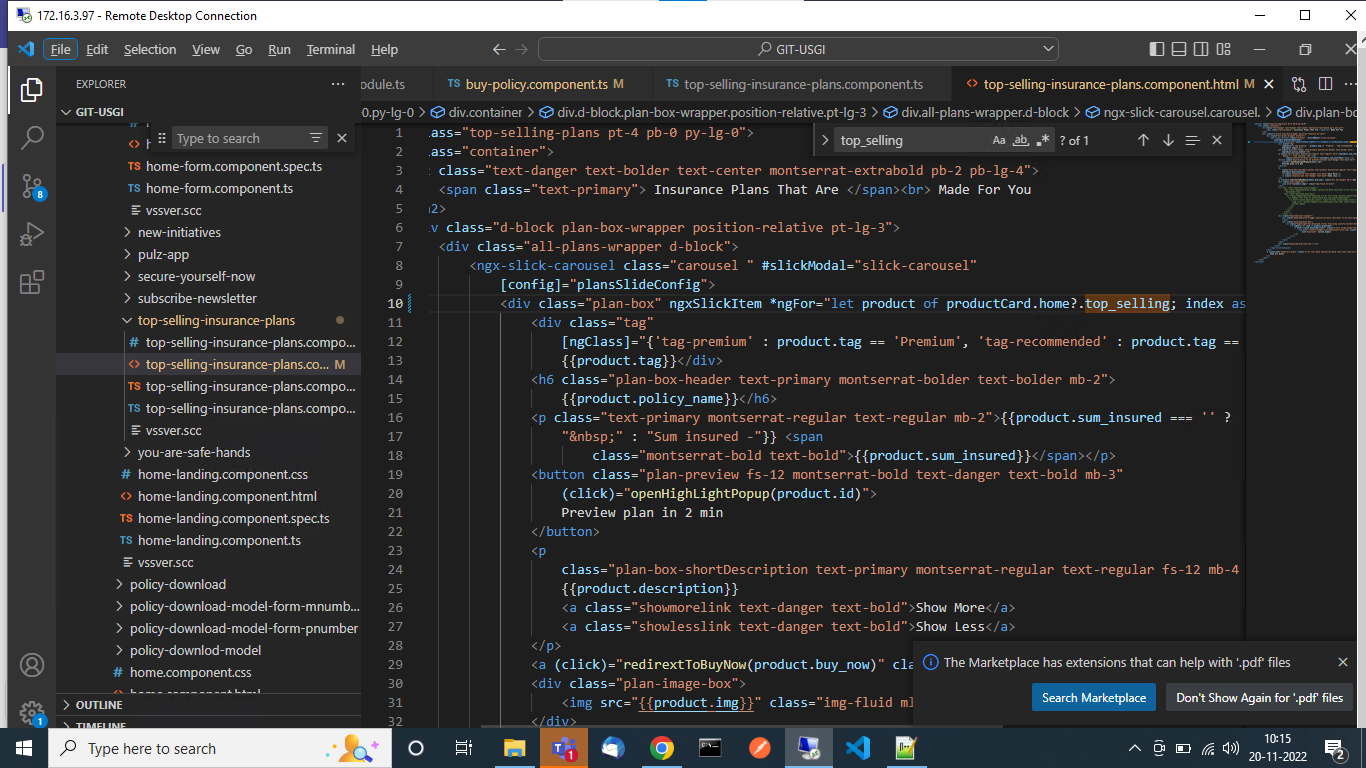 172.16.3.97 - Remote Desktop Connection
File Edit Selection View Go Run Terminal Help
GIT-USGI
EXPLORER
odule.ts
TS buy-policy.component.ts M
TS top-selling-insurance-plans.component.ts
<> top-selling-insurance-plans.component.html M
GIT-USGI
0.py-lg-0 > div.container > div.d-block.plan-box-wrapper.position-relative.pt-lg-3 > div.all-plans-wrapper.d-block > ngx-slick-carousel.carousel. > div.plan-bo
Type to search
top_selling
Aa ab .* ? of 1
home-form.component.spec.ts
home-form.component.ts
vssver.scc
new-initiatives
pulz-app
secure-yourself-now
subscribe-newsletter
top-selling-insurance-plans
top-selling-insurance-plans.compo...
top-selling-insurance-plans.co... M
top-selling-insurance-plans.compo...
top-selling-insurance-plans.compo...
vssver.scc
you-are-safe-hands
home-landing.component.css
home-landing.component.html
home-landing.component.spec.ts
home-landing.component.ts
vssver.scc
policy-download
policy-download-model-form-mnumb...
policy-download-model-form-pnumber
policy-downlod-model
home.component.css
home.component.html
OUTLINE
TIMELINE
8
1
1 lass="top-selling-plans pt-4 pb-0 py-lg-0">
2 lass="container">
3 class="text-danger text-bolder text-center montserrat-extrabold pb-2 pb-lg-4">
4 <span class="text-primary"> Insurance Plans That Are </span><br> Made For You
5 2>
6 v class="d-block plan-box-wrapper position-relative pt-lg-3">
7 <div class="all-plans-wrapper d-block">
8 <ngx-slick-carousel class="carousel " #slickModal="slick-carousel"
9 [config]="plansSlideConfig">
10 <div class="plan-box" ngxSlickItem *ngFor="let product of productCard.home?.top_selling; index as
11 <div class="tag"
12 [ngClass]="{'tag-premium' : product.tag == 'Premium', 'tag-recommended' : product.tag ==
13 {{product.tag}}</div>
14 <h6 class="plan-box-header text-primary montserrat-bolder text-bolder mb-2">
15 {{product.policy_name}}</h6>
16 <p class="text-primary montserrat-regular text-regular mb-2">{{product.sum_insured === '' ?
17 "&nbsp;" : "Sum insured -"}} <span
18 class="montserrat-bold text-bold">{{product.sum_insured}}</span></p>
19 <button class="plan-preview fs-12 montserrat-bold text-danger text-bold mb-3"
20 (click)="openHighLightPopup(product.id)">
21 Preview plan in 2 min
22 </button>
23 <p
24 class="plan-box-shortDescription text-primary montserrat-regular text-regular fs-12 mb-4
25 {{product.description}}
26 <a class="showmorelink text-danger text-bold">Show More</a>
27 <a class="showlesslink text-danger text-bold">Show Less</a>
28 </p>
29 <a (click)="redirextToBuyNow(product.buy_now)" cla
30 <div class="plan-image-box">
31 <img src="{{product.img}}" class="img-fluid ml
32 </div>
The Marketplace has extensions that can help with '.pdf' files
Search Marketplace
Don't Show Again for '.pdf' files
Type here to search
1
10:15
20-11-2022
2